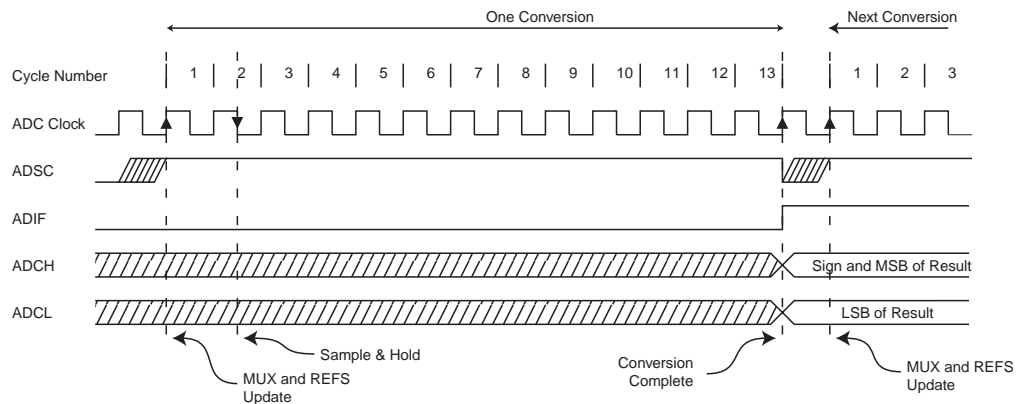 One Conversion
Next Conversion
Cycle Number
1 2 3 4 5 6 7 8 9 10 11 12 13 1 2 3
ADC Clock
ADSC
ADIF
ADCH
Sign and MSB of Result
ADCL
LSB of Result
Sample & Hold
MUX and REFS
Update
Conversion
Complete
MUX and REFS
Update